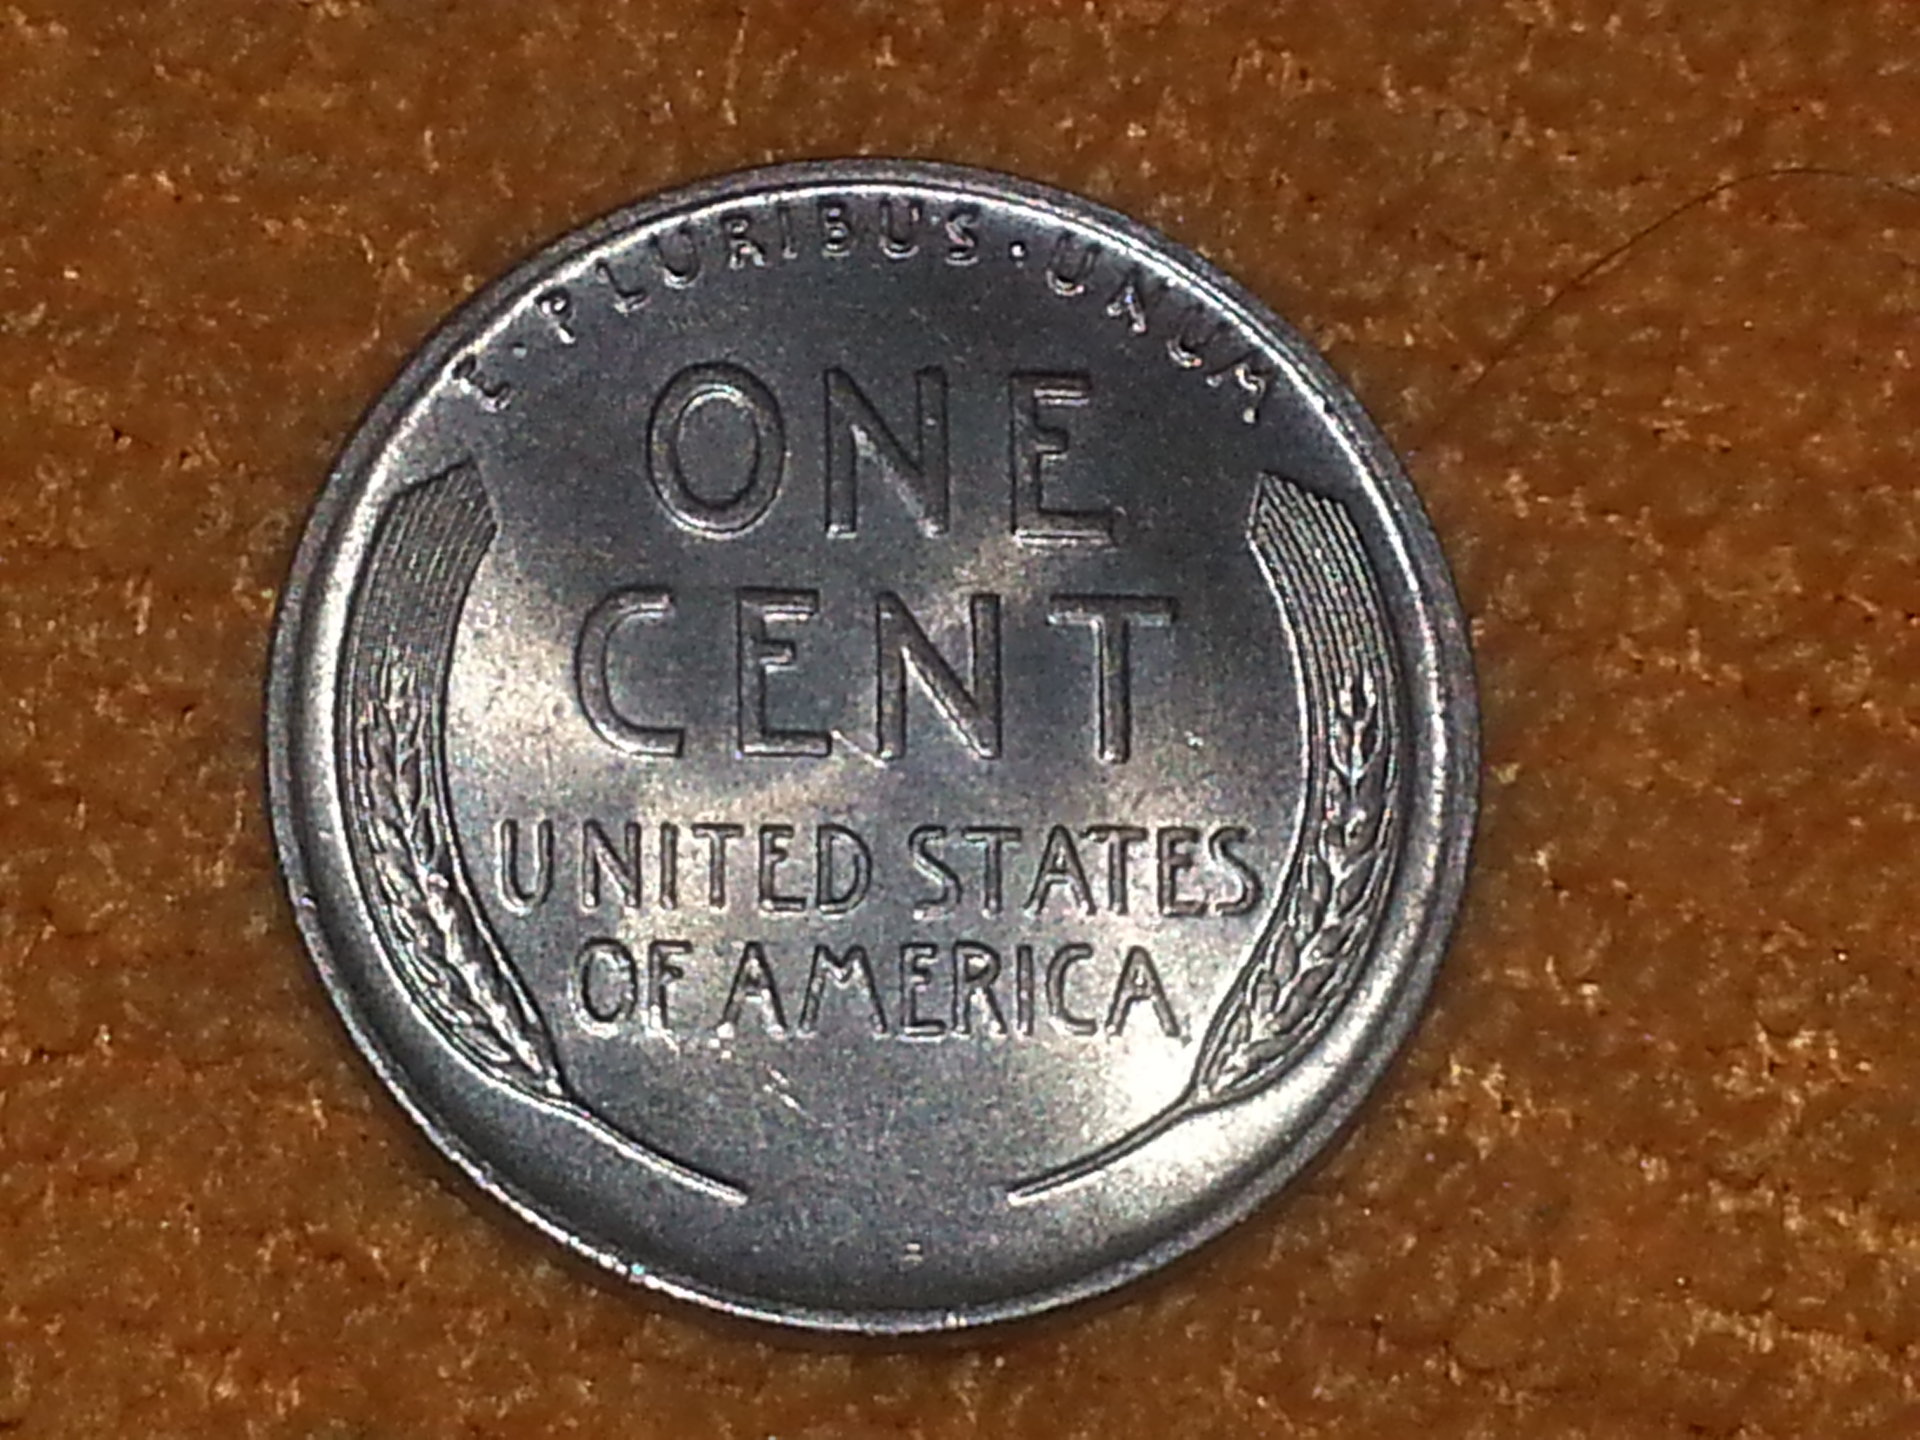 E·PLURIBUS·UNUM
ONE
CENT
UNITED STATES
OF AMERICA